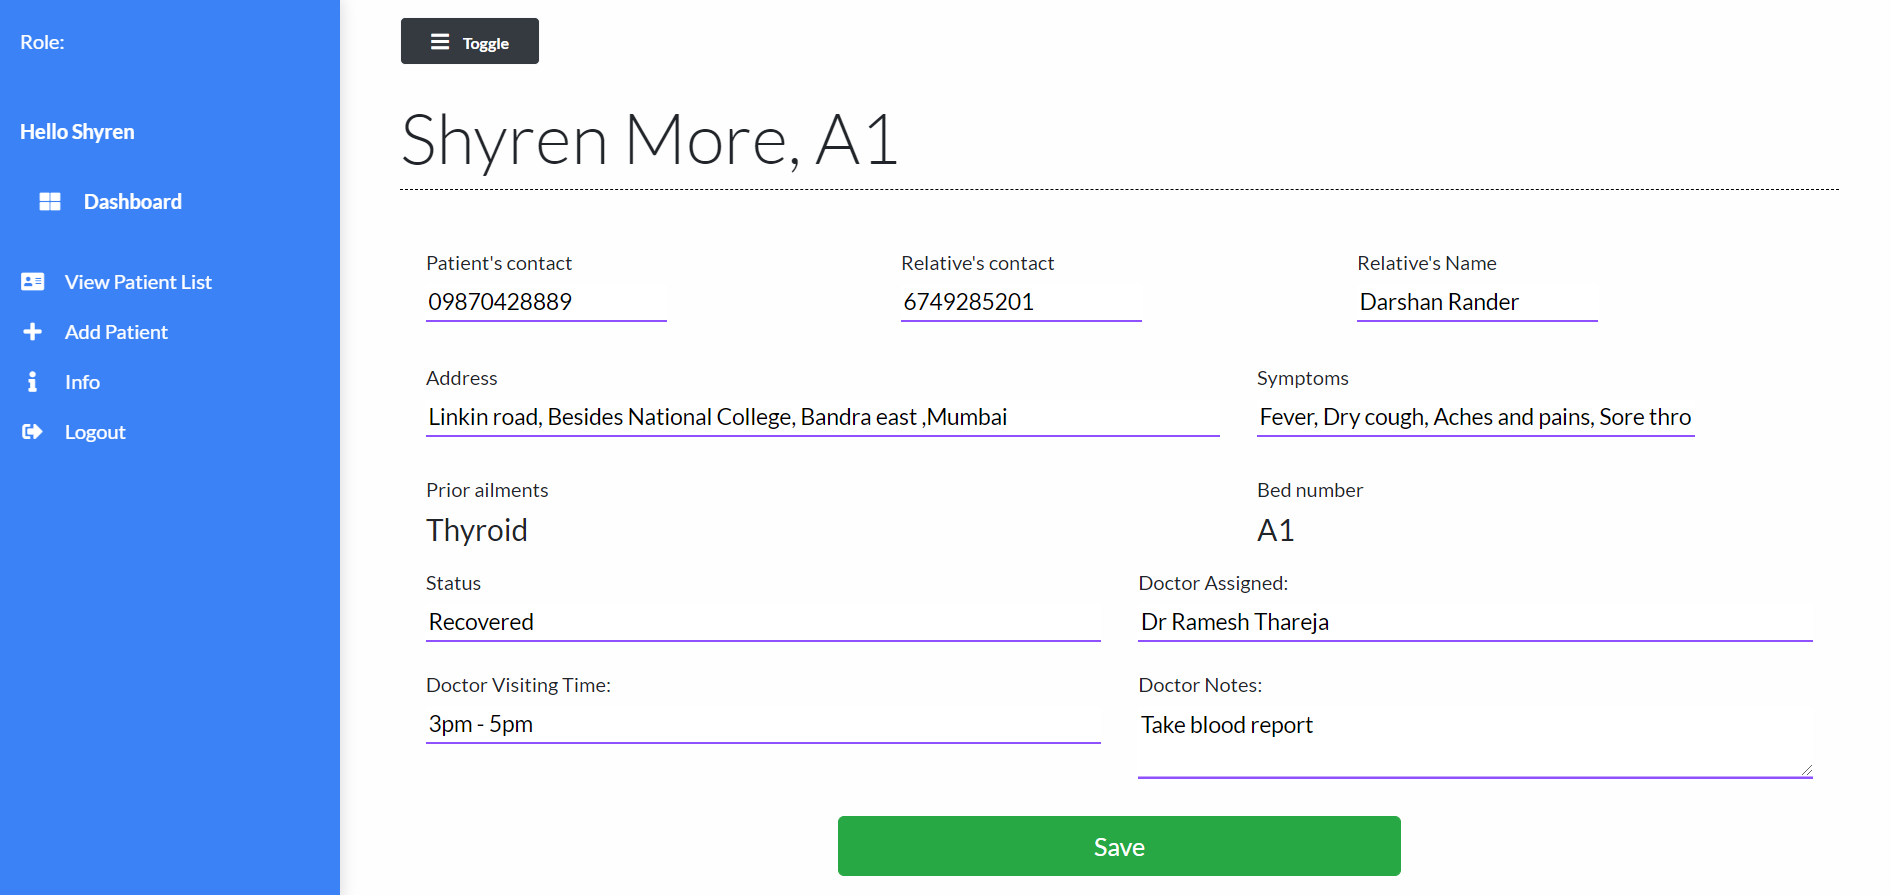 Role:
Hello Shyren
Dashboard
View Patient List
Add Patient
Info
Logout
Toggle
Shyren More, A1
Patient's contact
09870428889
Relative's contact
6749285201
Relative's Name
Darshan Rander
Address
Linkin road, Besides National College, Bandra east ,Mumbai
Symptoms
Fever, Dry cough, Aches and pains, Sore thro
Prior ailments
Thyroid
Bed number
A1
Status
Recovered
Doctor Assigned:
Dr Ramesh Thareja
Doctor Visiting Time:
3pm - 5pm
Doctor Notes:
Take blood report
Save